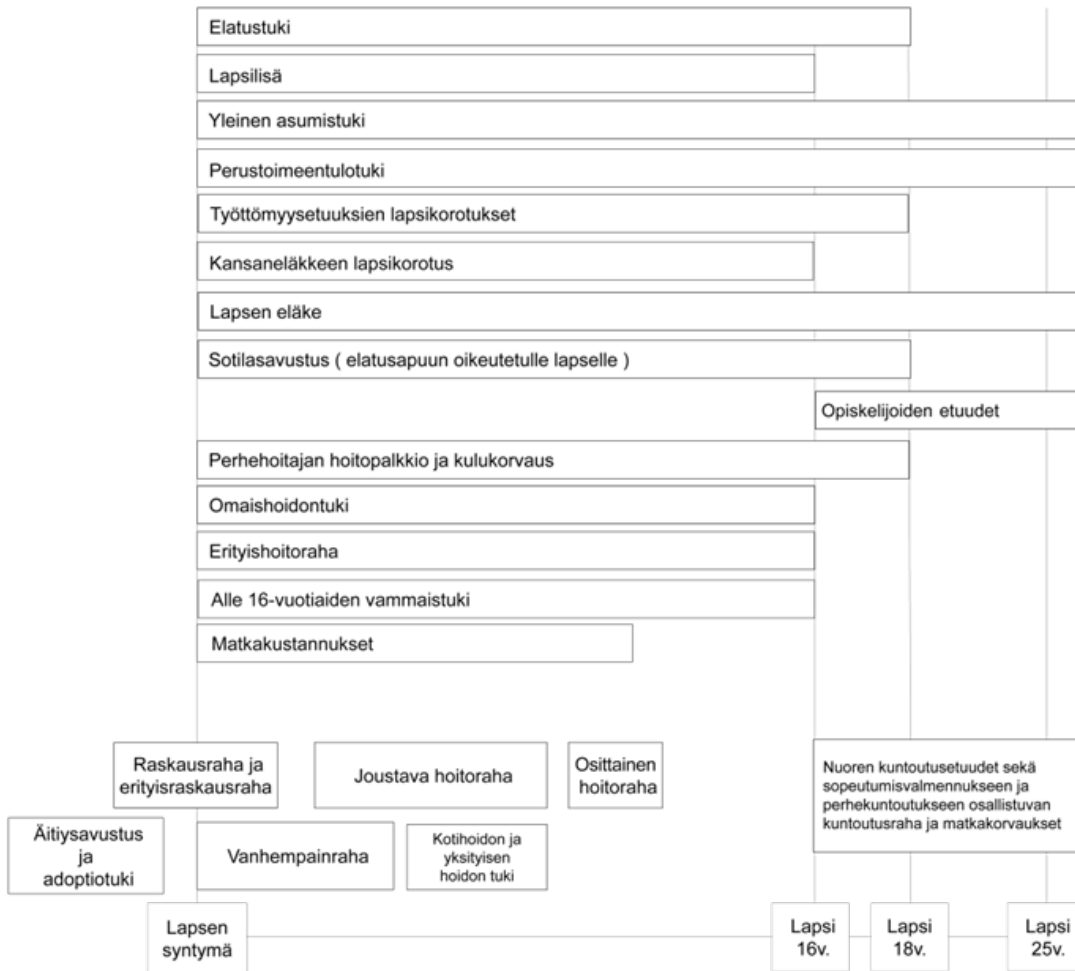 Elatustuki
Lapsilisä
Yleinen asumistuki
Perustoimeentulotuki
Työttömyysetuuksien lapsikorotukset
Kansaneläkkeen lapsikorotus
Lapsen eläke
Sotilasavustus ( elatusapuun oikeutetulle lapselle )
Opiskelijoiden etuudet
Perhehoitajan hoitopalkkio ja kulukorvaus
Omaishoidontuki
Erityishoitoraha
Alle 16-vuotiaiden vammaistuki
Matkakustannukset
Raskausraha ja
erityisraskausraha
Joustava hoitoraha
Osittainen
hoitoraha
Nuoren kuntoutusetuudet sekä
sopeutumisvalmennukseen ja
perhekuntoutukseen osallistuvan
kuntoutusraha ja matkakorvaukset
Äitiysavustus
ja
adoptiotuki
Vanhempainraha
Kotihoidon ja
yksityisen
hoidon tuki
Lapsen
syntymä
Lapsi
16v.
Lapsi
18v.
Lapsi
25v.